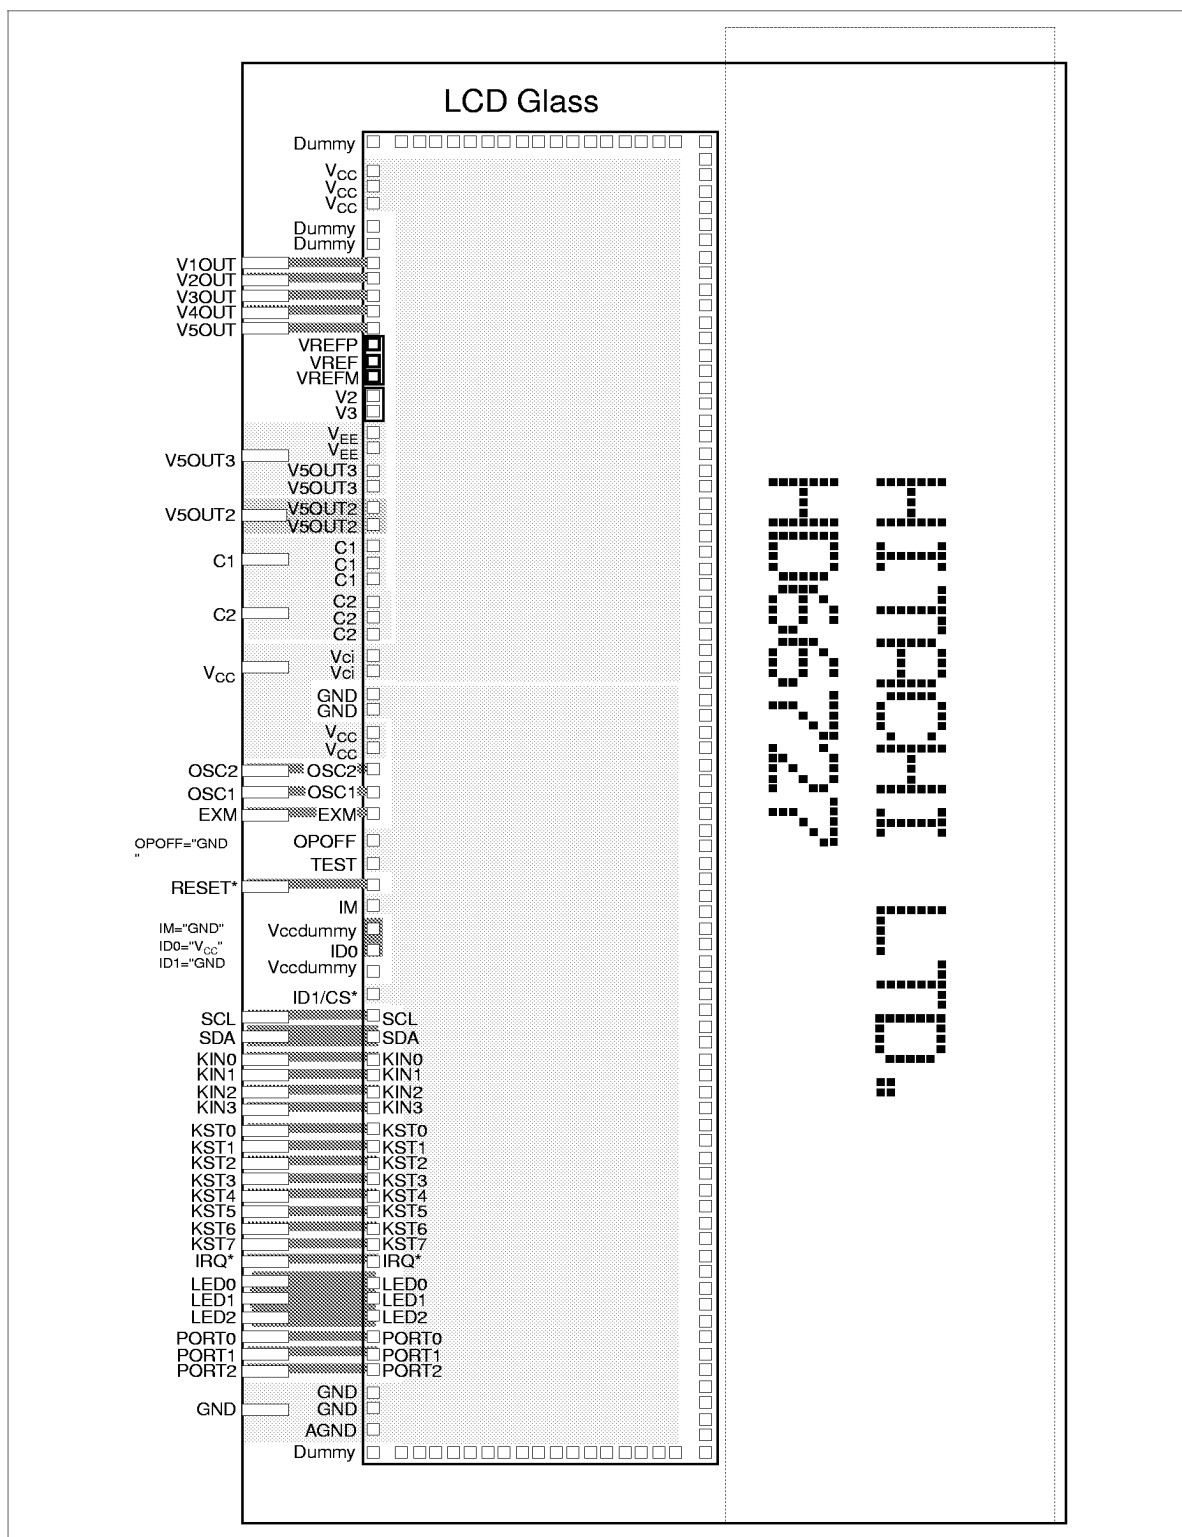 LCD Glass
Dummy
VCC
VCC
VCC
Dummy
Dummy
V1OUT
V2OUT
V3OUT
V4OUT
V5OUT
VREFP
VREF
VREFM
V2
V3
VEE
VEE
V5OUT3
V5OUT3
V5OUT3
V5OUT2
V5OUT2
V5OUT2
C1
C1
C1
C1
C2
C2
C2
C2
Vci
Vci
VCC
GND
GND
VCC
VCC
OSC2 OSC2
OSC1 OSC1
EXM EXM
OPOFF="GND
"
OPOFF
TEST
RESET*
IM
IM="GND"
Vccdummy
ID0="VCC"
ID0
ID1="GND
Vccdummy
ID1/CS*
SCL SCL
SDA SDA
KIN0 KIN0
KIN1 KIN1
KIN2 KIN2
KIN3 KIN3
KST0 KST0
KST1 KST1
KST2 KST2
KST3 KST3
KST4 KST4
KST5 KST5
KST6 KST6
KST7 KST7
IRQ* IRQ*
LED0 LED0
LED1 LED1
LED2 LED2
PORT0 PORT0
PORT1 PORT1
PORT2 PORT2
GND
GND
GND
AGND
Dummy
HITACHI LTD.
HD66727